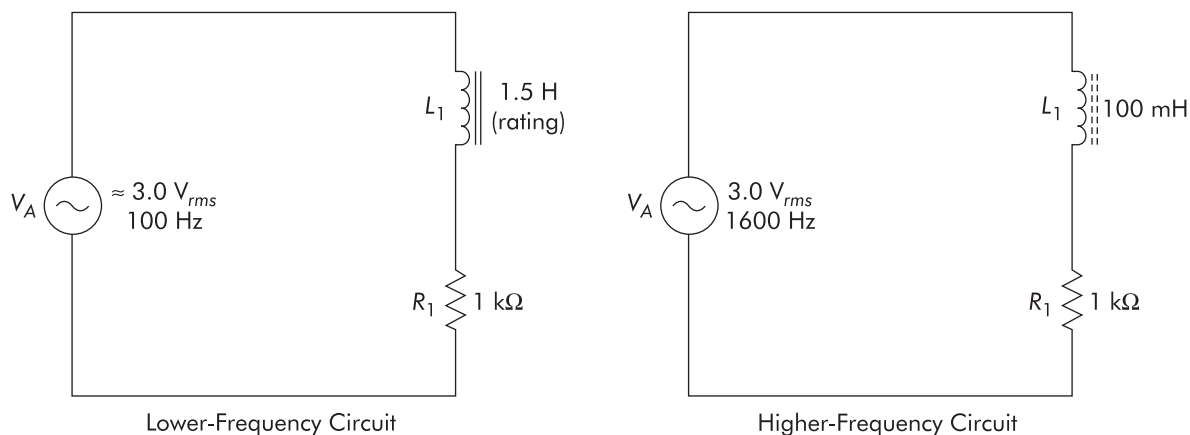 L1
1.5 H
(rating)
VA
≈ 3.0 Vrms
100 Hz
R1
1 kΩ
Lower-Frequency Circuit
L1
100 mH
VA
3.0 Vrms
1600 Hz
R1
1 kΩ
Higher-Frequency Circuit